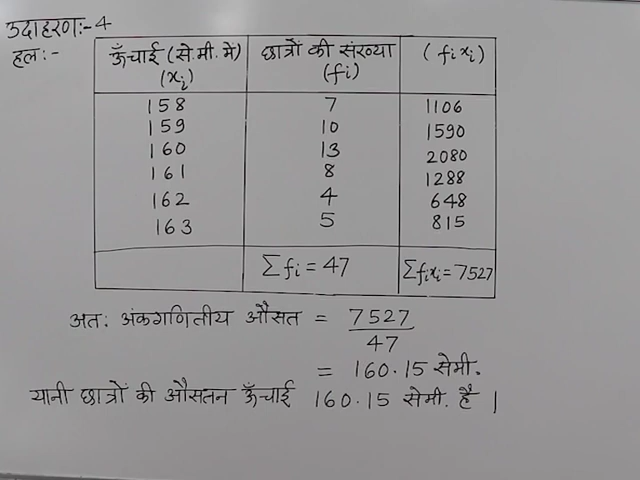 उदाहरण:-4
हल:-
ऊँचाई (से.मी. में) छात्रों की संख्या (fixi)
(xi) (fi)
158 7 1106
159 10 1590
160 13 2080
161 8 1288
162 4 648
163 5 815
Σfi = 47 Σfixi = 7527
अत: अंकगणितीय औसत = 7527
47
= 160.15 सेमी.
यानी छात्रों की औसतन ऊँचाई 160.15 सेमी. है |